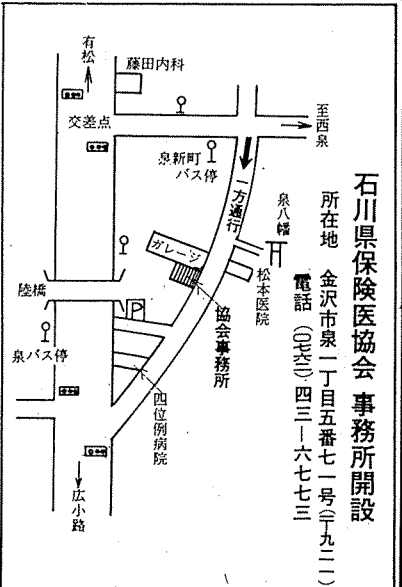 石川県保険医協会 事務所開設
所在地 金沢市泉一丁目五番七一号(〒九二一)
電話 (〇七六二)四三―六七七三
有松
藤田内科
交差点
至西泉
泉新町
バス停
一方通行
泉八幡
ガレージ
松本医院
陸橋
P
協会事務所
泉バス停
四位例病院
広小路